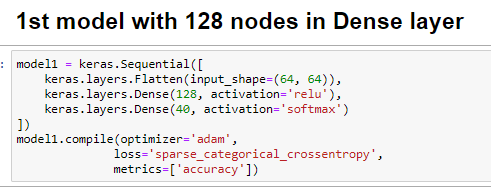 1st model with 128 nodes in Dense layer
: model1 = keras.Sequential([
    keras.layers.Flatten(input_shape=(64, 64)),
    keras.layers.Dense(128, activation='relu'),
    keras.layers.Dense(40, activation='softmax')
])
model1.compile(optimizer='adam',
              loss='sparse_categorical_crossentropy',
              metrics=['accuracy'])